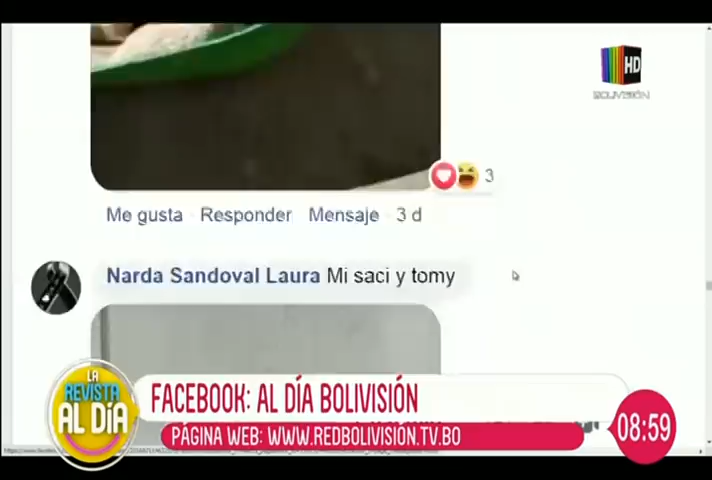 HD
BOLIVISIÓN
3
Me gusta · Responder · Mensaje · 3 d
Narda Sandoval Laura Mi saci y tomy
LA
REVISTA
AL DÍA
FACEBOOK: AL DÍA BOLIVISIÓN
PÁGINA WEB: WWW.REDBOLIVISIÓN.TV.BO
08:59